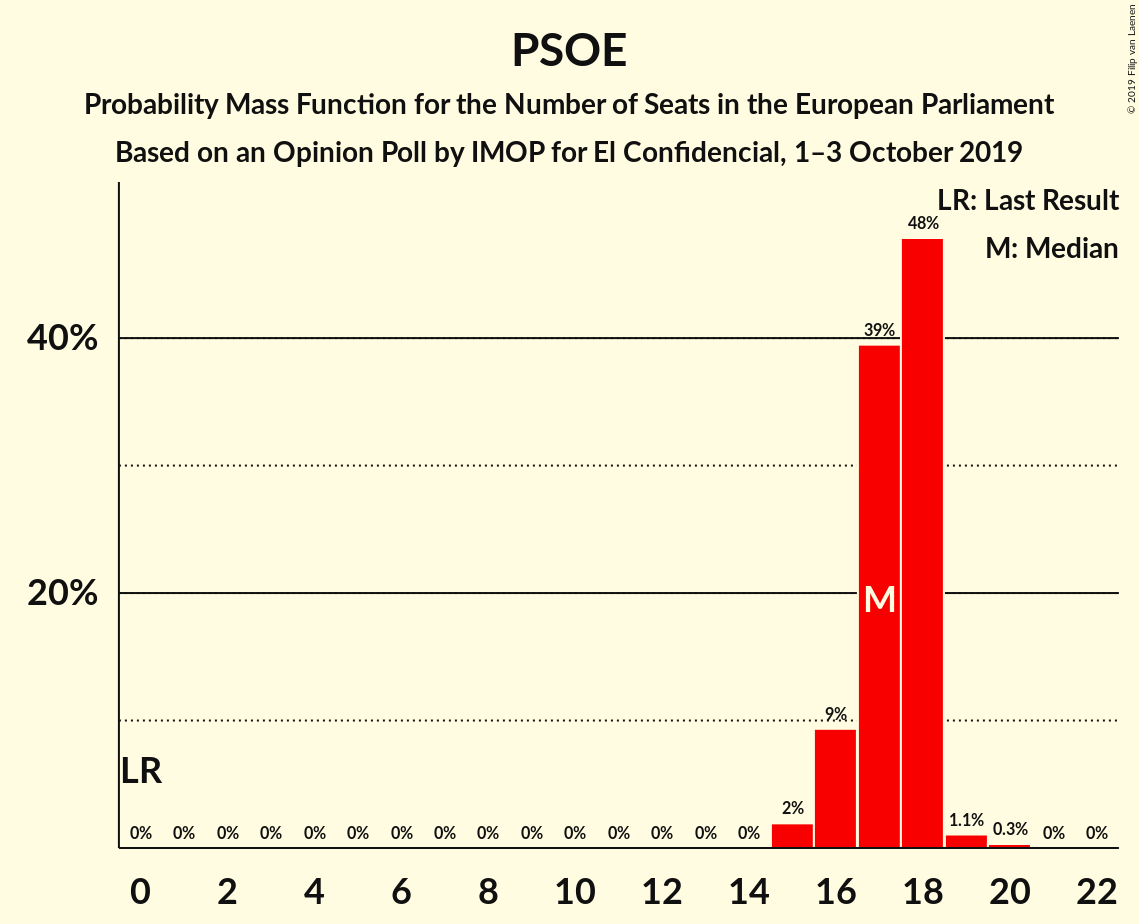 PSOE
Probability Mass Function for the Number of Seats in the European Parliament
Based on an Opinion Poll by IMOP for El Confidencial, 1–3 October 2019
© 2019 Filip van Laenen
LR: Last Result
M: Median
48%
40%
39%
20%
M
9%
LR
2%
0% 0% 0% 0% 0% 0% 0% 0% 0% 0% 0% 0% 0% 0% 0% 1.1% 0.3% 0% 0%
0 2 4 6 8 10 12 14 16 18 20 22